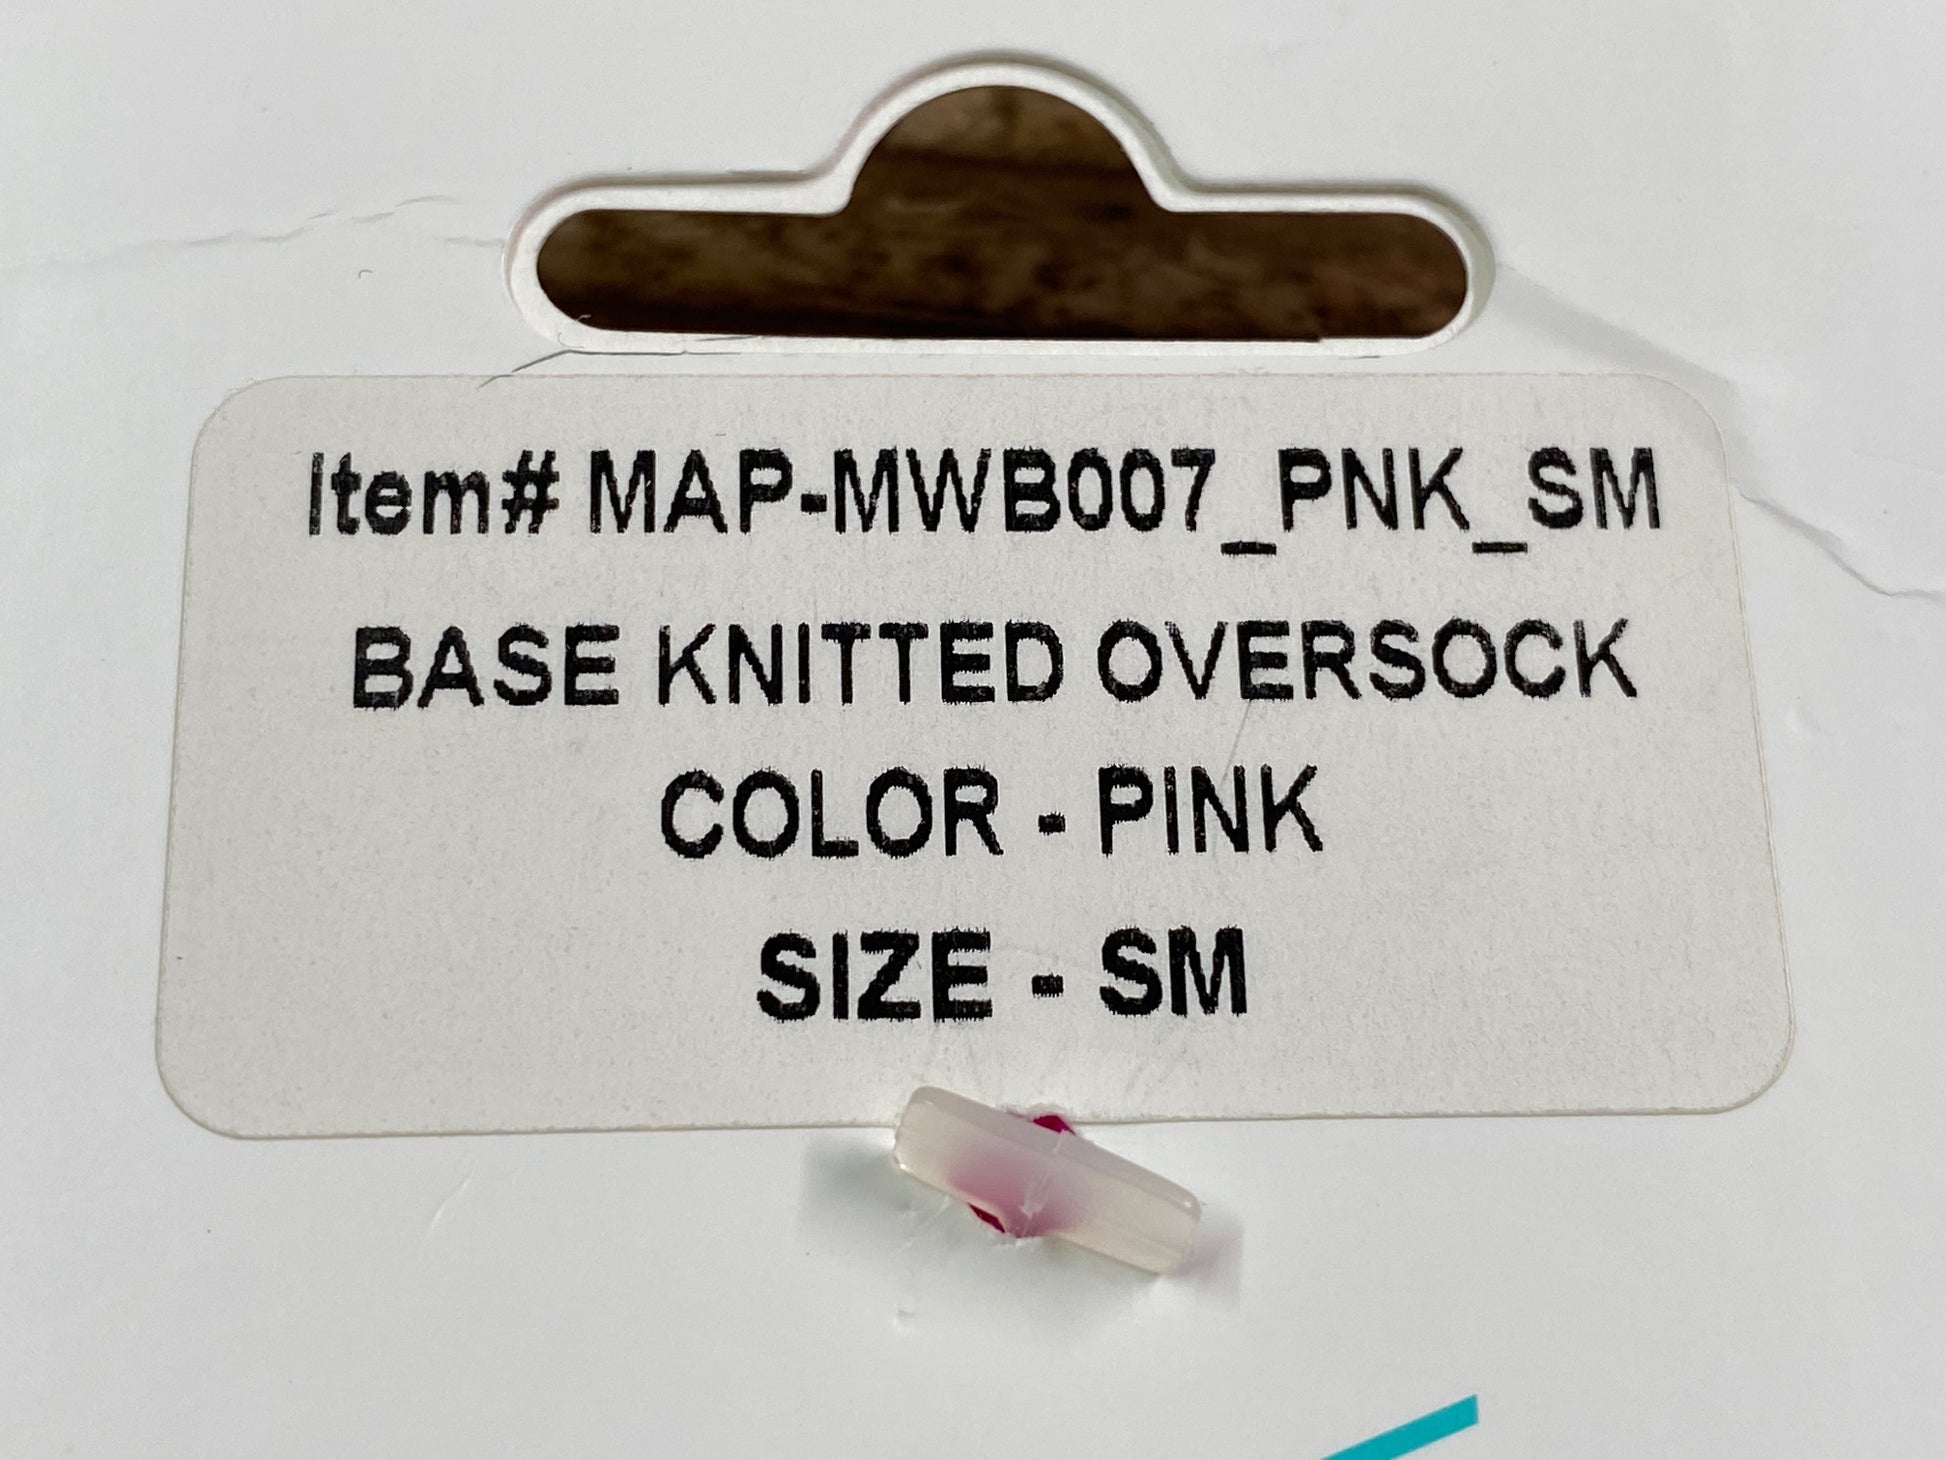 Item# MAP-MWB007_PNK_SM
BASE KNITTED OVERSOCK
COLOR - PINK
SIZE - SM